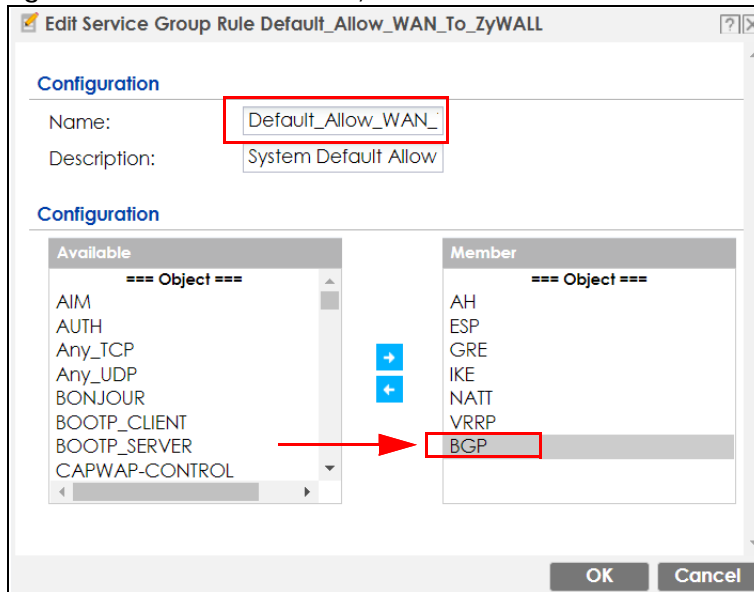 Edit Service Group Rule Default_Allow_WAN_To_ZyWALL
Configuration
Name: Default_Allow_WAN_
Description: System Default Allow
Configuration
Available
=== Object ===
AIM
AUTH
Any_TCP
Any_UDP
BONJOUR
BOOTP_CLIENT
BOOTP_SERVER
CAPWAP-CONTROL
Member
=== Object ===
AH
ESP
GRE
IKE
NATT
VRRP
BGP
OK Cancel